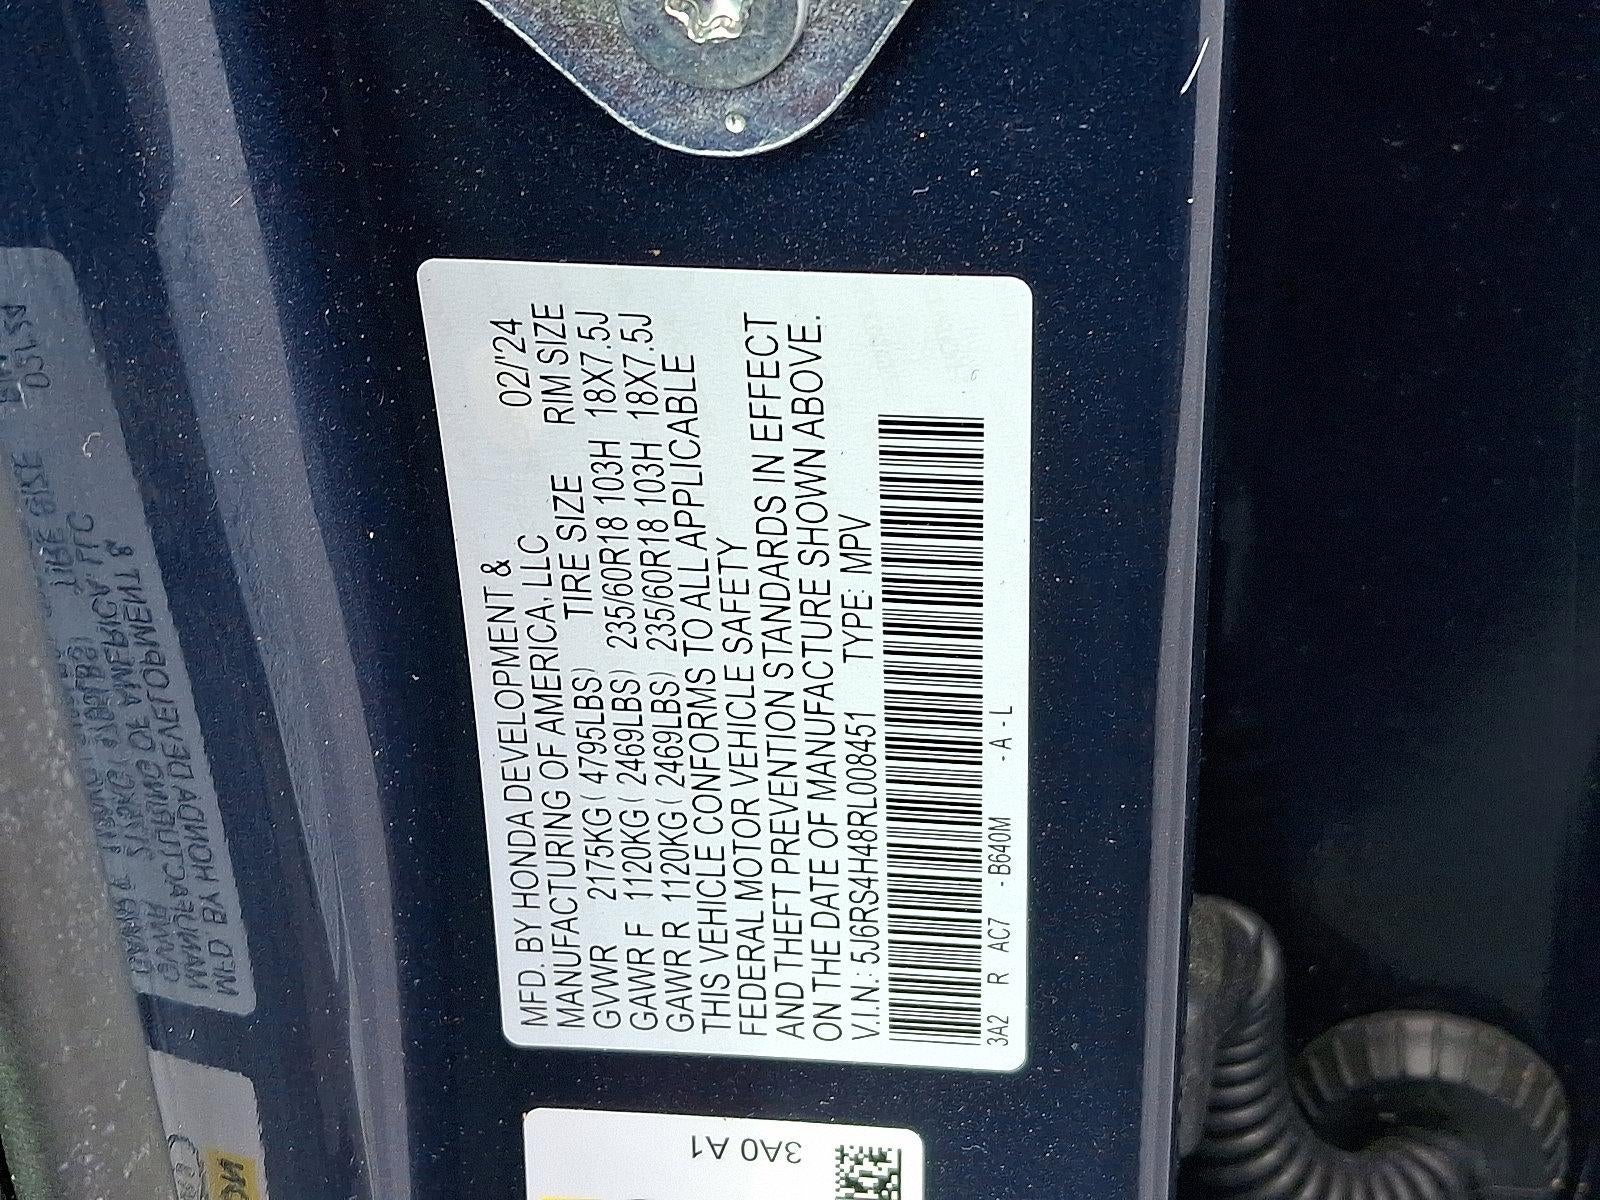 MFD. BY HONDA DEVELOPMENT & 02/'24
MANUFACTURING OF AMERICA, LLC
TIRE SIZE RIM SIZE
GVWR 2175KG ( 4795LBS)
GAWR F 1120KG ( 2469LBS) 235/60R18 103H 18X7.5J
GAWR R 1120KG ( 2469LBS) 235/60R18 103H 18X7.5J
THIS VEHICLE CONFORMS TO ALL APPLICABLE
FEDERAL MOTOR VEHICLE SAFETY
AND THEFT PREVENTION STANDARDS IN EFFECT
ON THE DATE OF MANUFACTURE SHOWN ABOVE.
V.I.N.: 5J6RS4H48RL008451 TYPE: MPV
3A2 R AC7 -B640M -A-L
3A0 A1